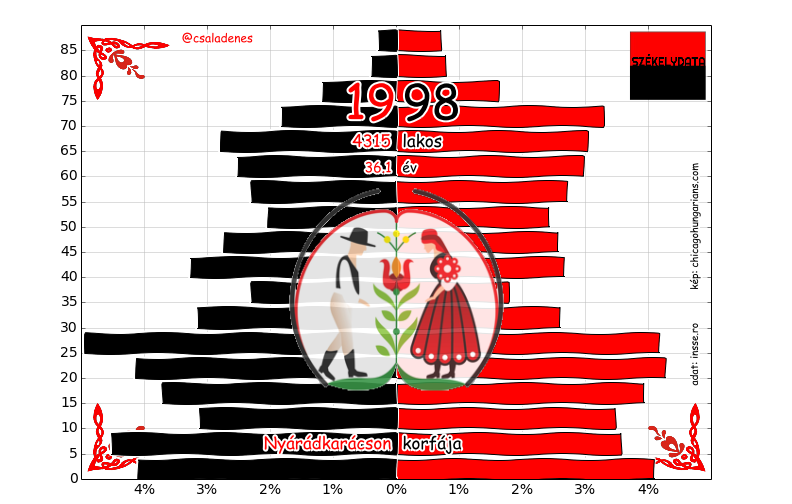 @csaladenes
SZÉKELYDATA
1998
4315 lakos
36.1 év
Nyárádkarácson korfája
kép: chicagohungarians.com
adat: insse.ro
85
80
75
70
65
60
55
50
45
40
35
30
25
20
15
10
5
0
4% 3% 2% 1% 0% 1% 2% 3% 4%